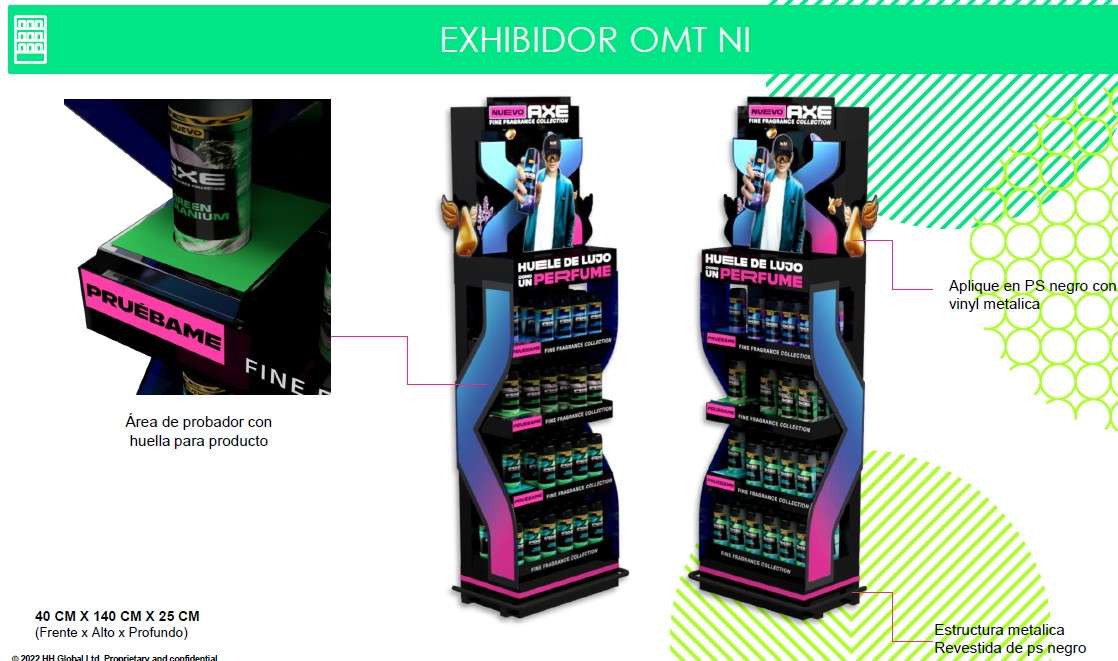 EXHIBIDOR OMT NI
NUEVO
AXE
GREEN
PRUÉBAME
FINE
Área de probador con
huella para producto
NUEVO AXE
FINE FRAGRANCE COLLECTION
HUELE DE LUJO
COMO
UN PERFUME
PRUÉBAME FINE FRAGRANCE COLLECTION
PRUÉBAME FINE FRAGRANCE COLLECTION
PRUÉBAME FINE FRAGRANCE COLLECTION
FINE FRAGRANCE COLLECTION
NUEVO AXE
FINE FRAGRANCE COLLECTION
HUELE DE LUJO
COMO
UN PERFUME
PRUÉBAME FINE FRAGRANCE COLLECTION
PRUÉBAME FINE FRAGRANCE COLLECTION
PRUÉBAME FINE FRAGRANCE COLLECTION
FINE FRAGRANCE COLLECTION
Aplique en PS negro con
vinyl metalica
Estructura metalica
Revestida de ps negro
40 CM X 140 CM X 25 CM
(Frente x Alto x Profundo)
© 2022 HH Global Ltd. Proprietary and confidential